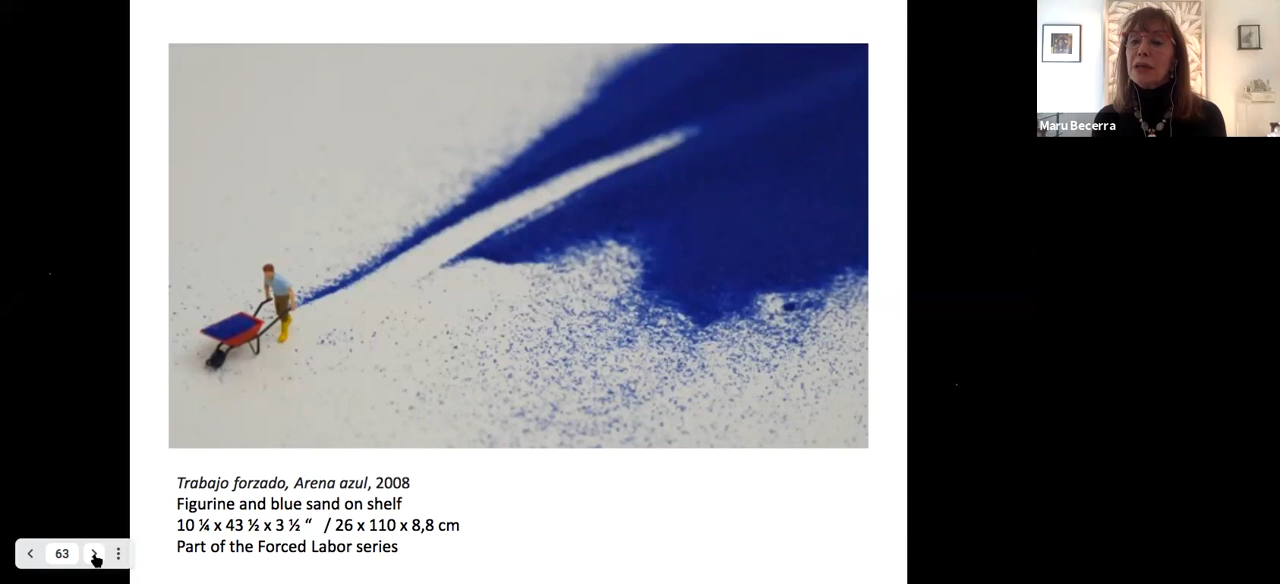 Maru Becerra
Trabajo forzado, Arena azul, 2008
Figurine and blue sand on shelf
10 ¼ x 43 ½ x 3 ½ “ / 26 x 110 x 8,8 cm
Part of the Forced Labor series
63